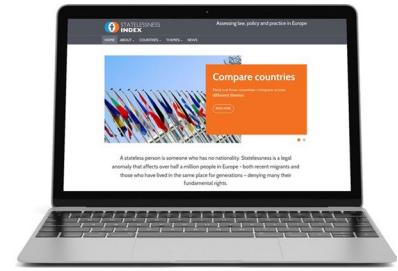 STATELESSNESS
INDEX
Assessing law, policy and practice in Europe
HOME ABOUT COUNTRIES THEMES NEWS
Compare countries
different themes
READ MORE
A stateless person is someone who has no nationality. Statelessness is a legal
anomaly that affects over half a million people in Europe - both recent migrants and
those who have lived in the same place for generations – denying many their
fundamental rights.